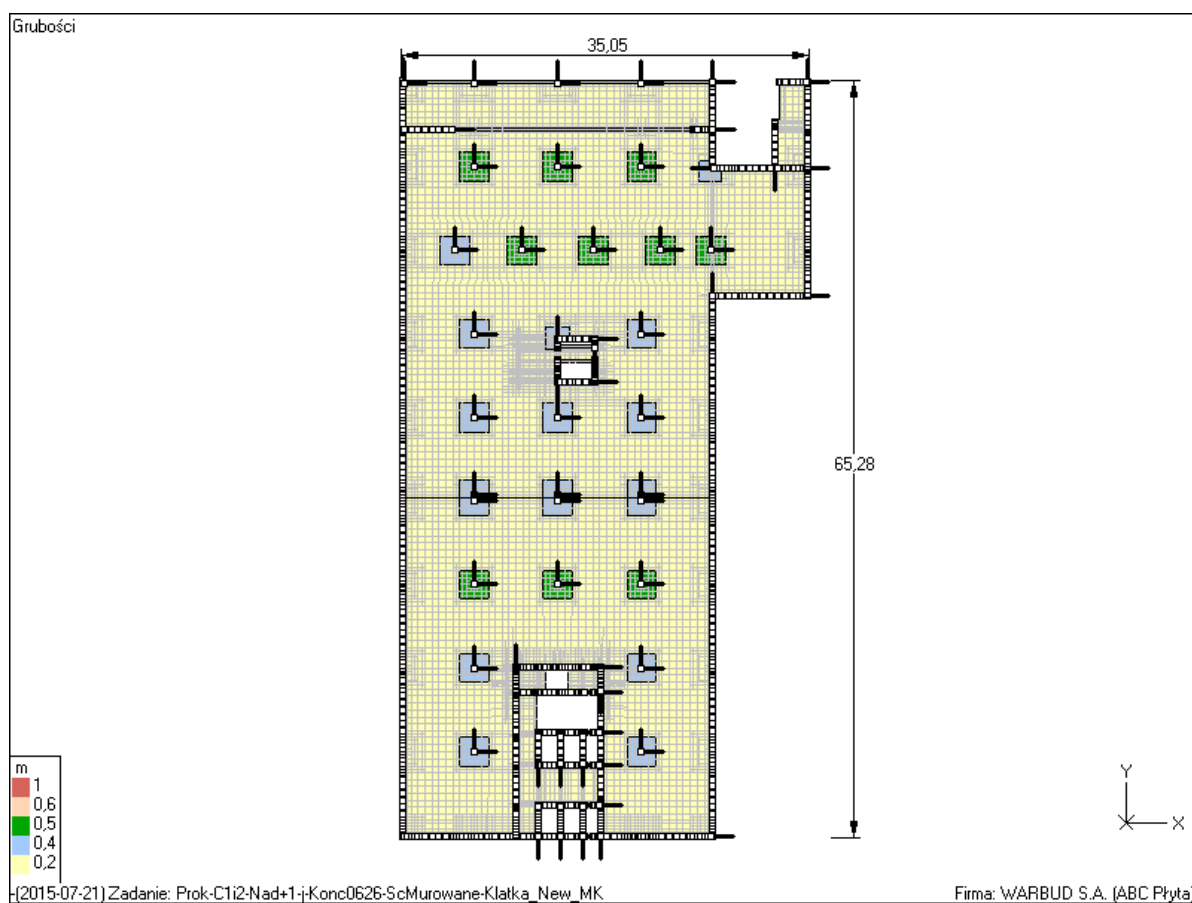 Grubości
35,05
65,28
m
1
0,6
0,5
0,4
0,2
Y
X
-(2015-07-21) Zadanie: Prok-C1i2-Nad+1-j-Konc0626-ScMurowane-Klatka_New_MK
Firma: WARBUD S.A. (ABC Płyta)